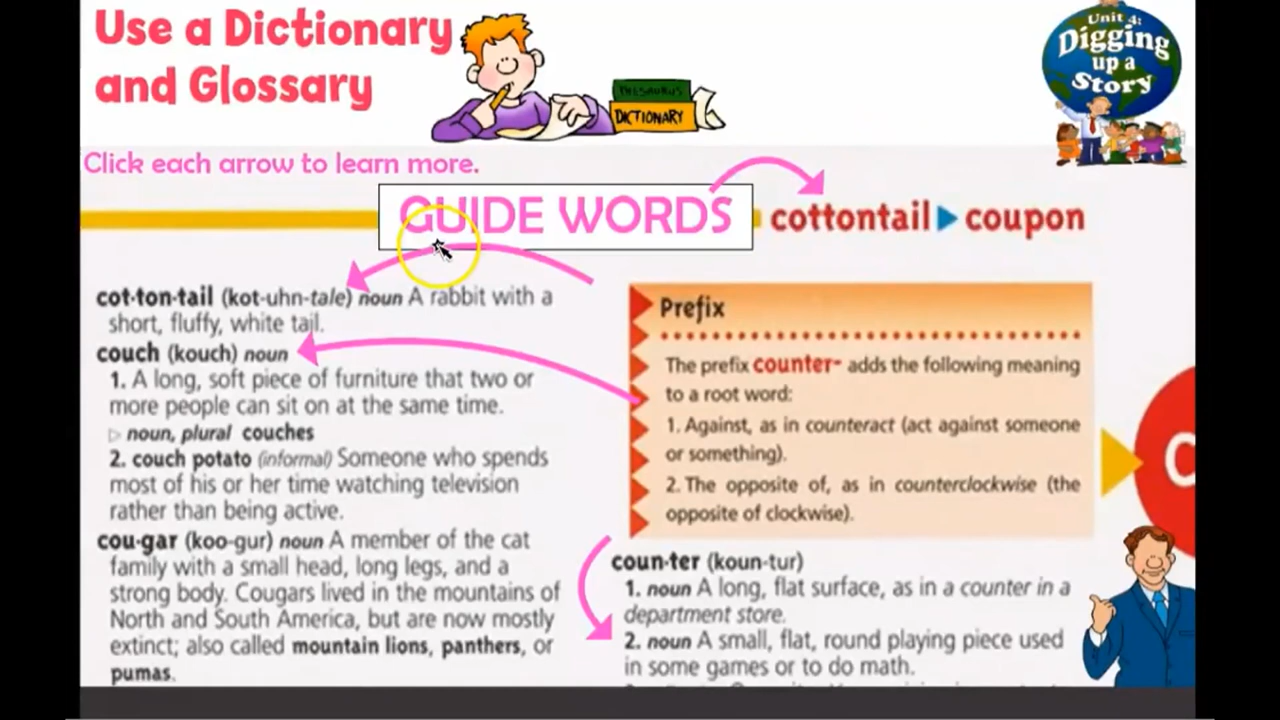 Use a Dictionary
and Glossary
THESAURUS
DICTIONARY
Unit 4:
Digging
up a
Story
Click each arrow to learn more.
GUIDE WORDS
cottontail▶coupon
cot·ton·tail (kot-uhn-tale) noun A rabbit with a
short, fluffy, white tail.
couch (kouch) noun
1. A long, soft piece of furniture that two or
more people can sit on at the same time.
▷ noun, plural couches
2. couch potato (informal) Someone who spends
most of his or her time watching television
rather than being active.
cou·gar (koo-gur) noun A member of the cat
family with a small head, long legs, and a
strong body. Cougars lived in the mountains of
North and South America, but are now mostly
extinct; also called mountain lions, panthers, or
pumas.
Prefix
The prefix counter- adds the following meaning
to a root word:
1. Against, as in counteract (act against someone
or something).
2. The opposite of, as in counterclockwise (the
opposite of clockwise).
C
coun·ter (koun-tur)
1. noun A long, flat surface, as in a counter in a
department store.
2. noun A small, flat, round playing piece used
in some games or to do math.